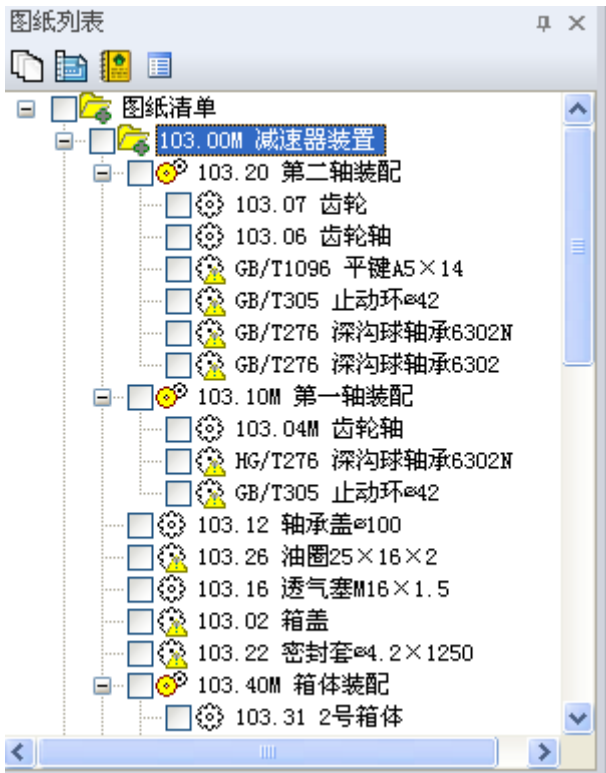 图纸列表
图纸清单
103.00M 减速器装置
103.20 第二轴装配
103.07 齿轮
103.06 齿轮轴
GB/T1096 平键A5×14
GB/T305 止动环⌀42
GB/T276 深沟球轴承6302N
GB/T276 深沟球轴承6302
103.10M 第一轴装配
103.04M 齿轮轴
HG/T276 深沟球轴承6302N
GB/T305 止动环⌀42
103.12 轴承盖⌀100
103.26 油圈25×16×2
103.16 透气塞M16×1.5
103.02 箱盖
103.22 密封套⌀4.2×1250
103.40M 箱体装配
103.31 2号箱体